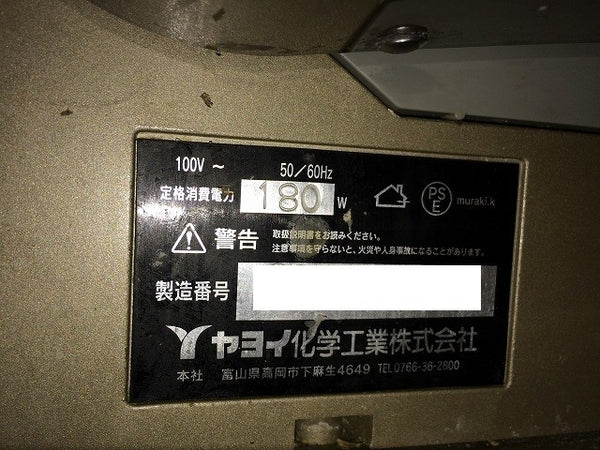 100V ～ 50／60Hz
定格消費電力 180 W PS E muraki.k
警告 取扱説明書をお読みください。
注意事項を守らないと、火災や人身事故になることがあります。
製造番号
ヤヨイ化学工業株式会社
本社 富山県高岡市下麻生4649 TEL0766-36-2800